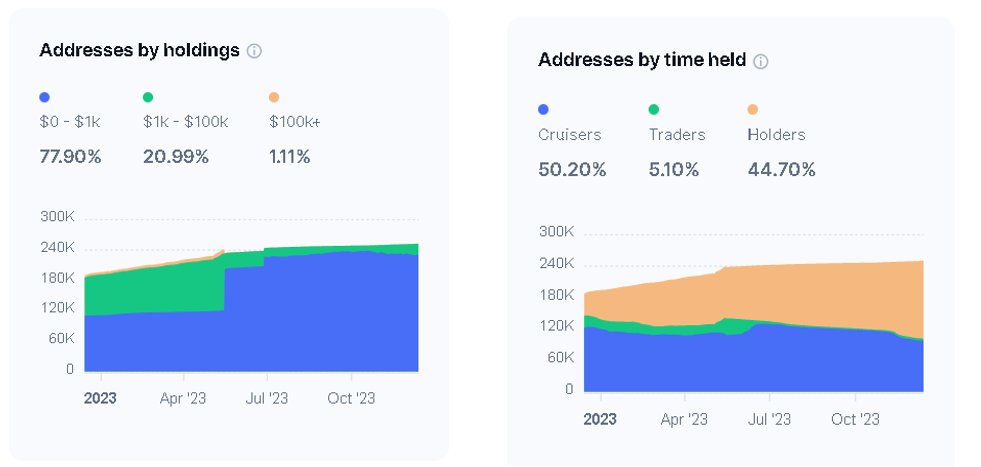 Addresses by holdings
$0 - $1k $1k - $100k $100k+
77.90% 20.99% 1.11%
300K
240K
180K
120K
60K
0
2023 Apr '23 Jul '23 Oct '23
Addresses by time held
Cruisers Traders Holders
50.20% 5.10% 44.70%
300K
240K
180K
120K
60K
0
2023 Apr '23 Jul '23 Oct '23